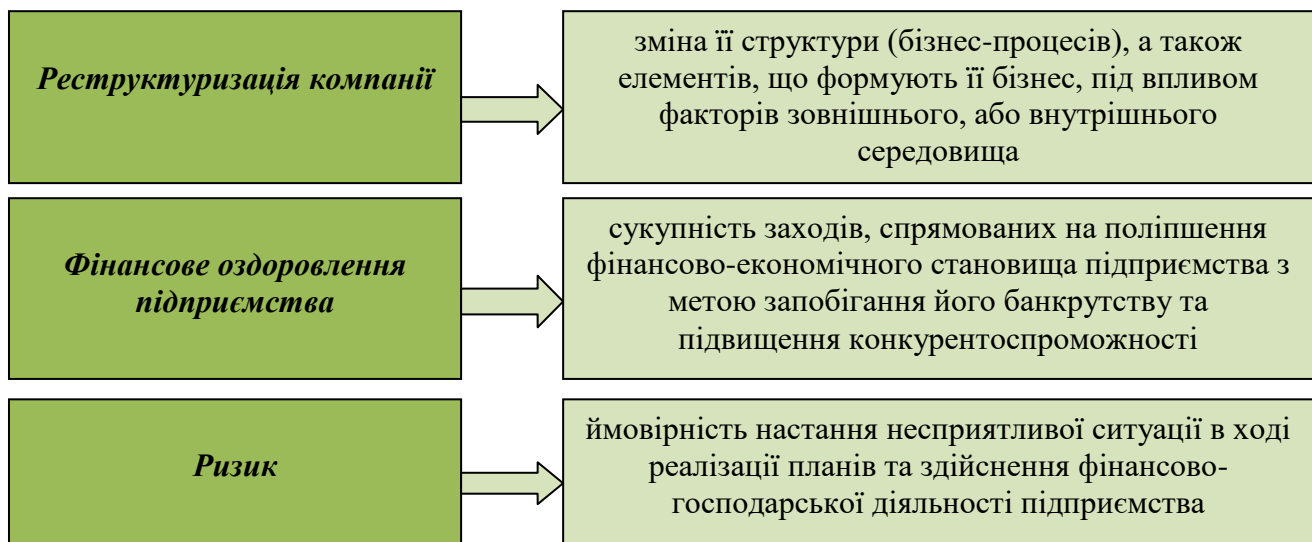 Реструктуризація компанії
зміна її структури (бізнес-процесів), а також
елементів, що формують її бізнес, під впливом
факторів зовнішнього, або внутрішнього
середовища
Фінансове оздоровлення
підприємства
сукупність заходів, спрямованих на поліпшення
фінансово-економічного становища підприємства з
метою запобігання його банкрутству та
підвищення конкурентоспроможності
Ризик
ймовірність настання несприятливої ситуації в ході
реалізації планів та здійснення фінансово-
господарської діяльності підприємства